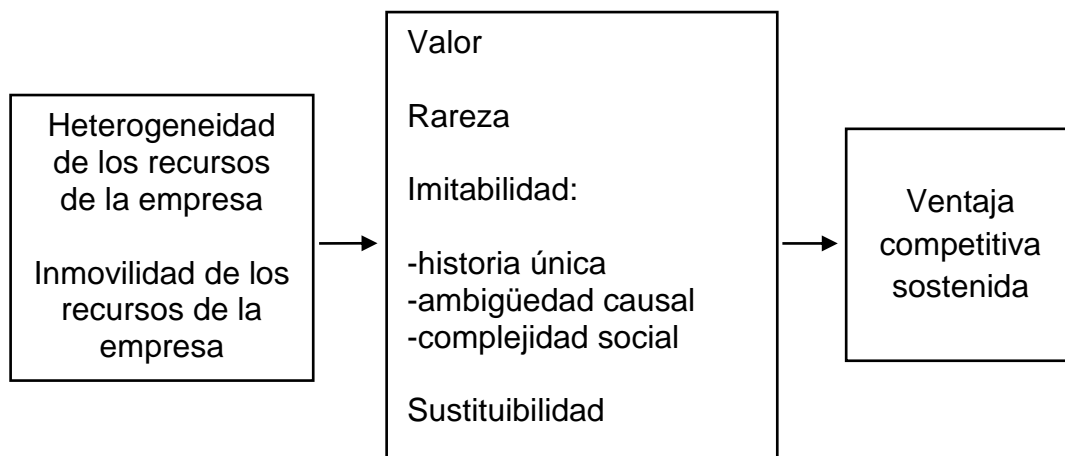 Heterogeneidad
de los recursos
de la empresa
Inmovilidad de los
recursos de la
empresa
Valor
Rareza
Imitabilidad:
-historia única
-ambigüedad causal
-complejidad social
Sustituibilidad
Ventaja
competitiva
sostenida